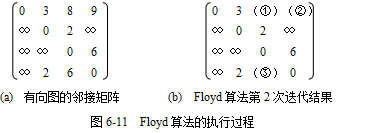 0 3 8 9
∞ 0 2 ∞
∞ ∞ 0 6
∞ 2 6 0
0 3 (①) (②)
∞ 0 2 ∞
∞ ∞ 0 6
∞ 2 (③) 0
(a) 有向图的邻接矩阵
(b) Floyd 算法第 2 次迭代结果
图 6-11 Floyd 算法的执行过程